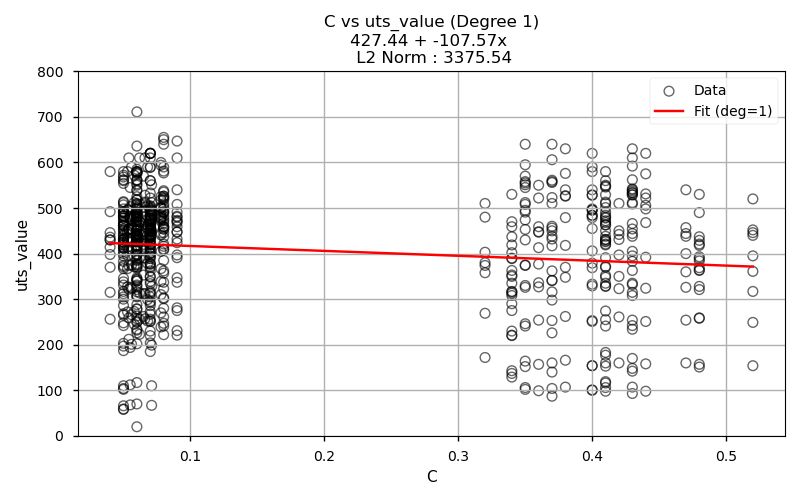 C vs uts_value (Degree 1)
427.44 + -107.57x
L2 Norm : 3375.54
Data
Fit (deg=1)
800
700
600
500
400
300
200
100
0
uts_value
0.1
0.2
0.3
0.4
0.5
C